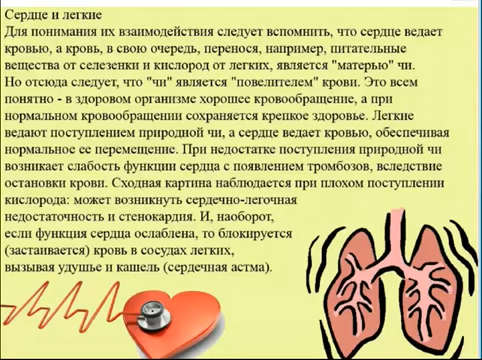 Сердце и легкие
Для понимания их взаимодействия следует вспомнить, что сердце ведает
кровью, а кровь, в свою очередь, перенося, например, питательные
вещества от селезенки и кислород от легких, является "матерью" чи.
Но отсюда следует, что "чи" является "повелителем" крови. Это всем
понятно - в здоровом организме хорошее кровообращение, а при
нормальном кровообращении сохраняется крепкое здоровье. Легкие
ведают поступлением природной чи, а сердце ведает кровью, обеспечивая
нормальное ее перемещение. При недостатке поступления природной чи
возникает слабость функции сердца с появлением тромбозов, вследствие
остановки крови. Сходная картина наблюдается при плохом поступлении
кислорода: может возникнуть сердечно-легочная
недостаточность и стенокардия. И, наоборот,
если функция сердца ослаблена, то блокируется
(застаивается) кровь в сосудах легких,
вызывая удушье и кашель (сердечная астма).